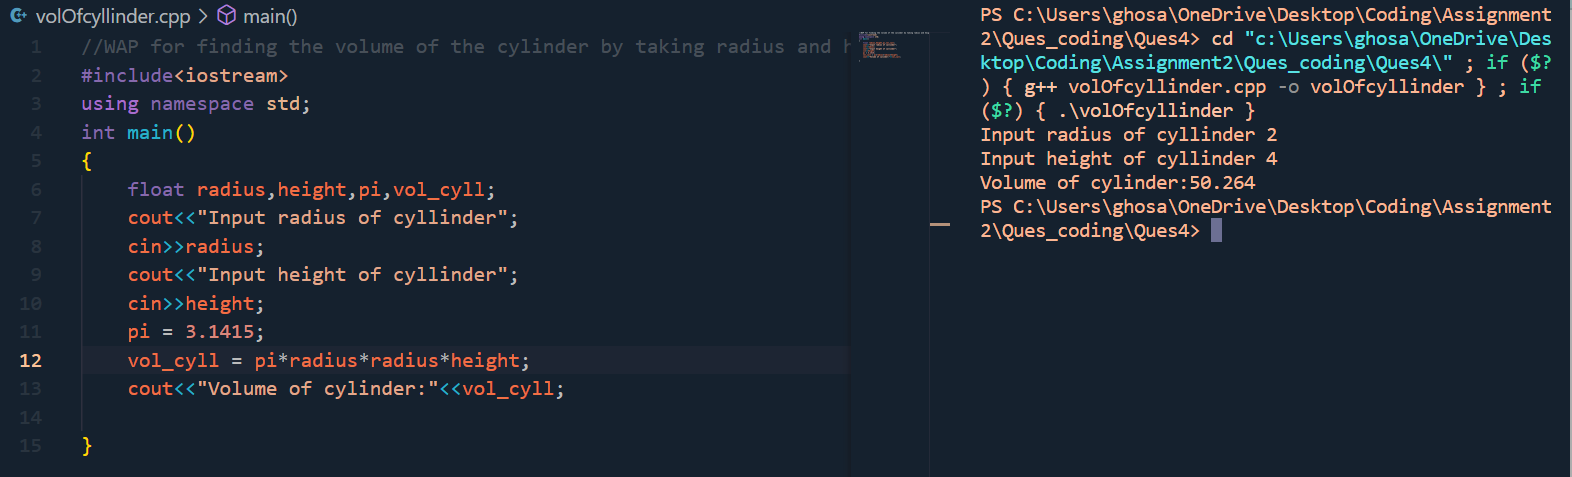 volOfcyllinder.cpp > main()
1 //WAP for finding the volume of the cylinder by taking radius and h
2 #include<iostream>
3 using namespace std;
4 int main()
5 {
6 float radius,height,pi,vol_cyll;
7 cout<<"Input radius of cyllinder";
8 cin>>radius;
9 cout<<"Input height of cyllinder";
10 cin>>height;
11 pi = 3.1415;
12 vol_cyll = pi*radius*radius*height;
13 cout<<"Volume of cylinder:"<<vol_cyll;
14
15 }
PS C:\Users\ghosa\OneDrive\Desktop\Coding\Assignment
2\Ques_coding\Ques4> cd "c:\Users\ghosa\OneDrive\Des
ktop\Coding\Assignment2\Ques_coding\Ques4\" ; if ($?
) { g++ volOfcyllinder.cpp -o volOfcyllinder } ; if
($?) { .\volOfcyllinder }
Input radius of cyllinder 2
Input height of cyllinder 4
Volume of cylinder:50.264
PS C:\Users\ghosa\OneDrive\Desktop\Coding\Assignment
2\Ques_coding\Ques4>